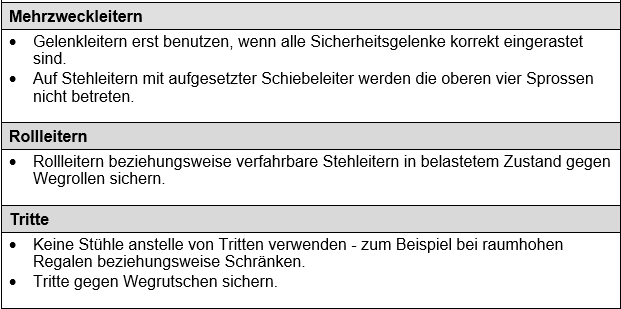 Mehrzweckleitern
• Gelenkleitern erst benutzen, wenn alle Sicherheitsgelenke korrekt eingerastet
sind.
• Auf Stehleitern mit aufgesetzter Schiebeleiter werden die oberen vier Sprossen
nicht betreten.
Rollleitern
• Rollleitern beziehungsweise verfahrbare Stehleitern in belastetem Zustand gegen
Wegrollen sichern.
Tritte
• Keine Stühle anstelle von Tritten verwenden - zum Beispiel bei raumhohen
Regalen beziehungsweise Schränken.
• Tritte gegen Wegrutschen sichern.